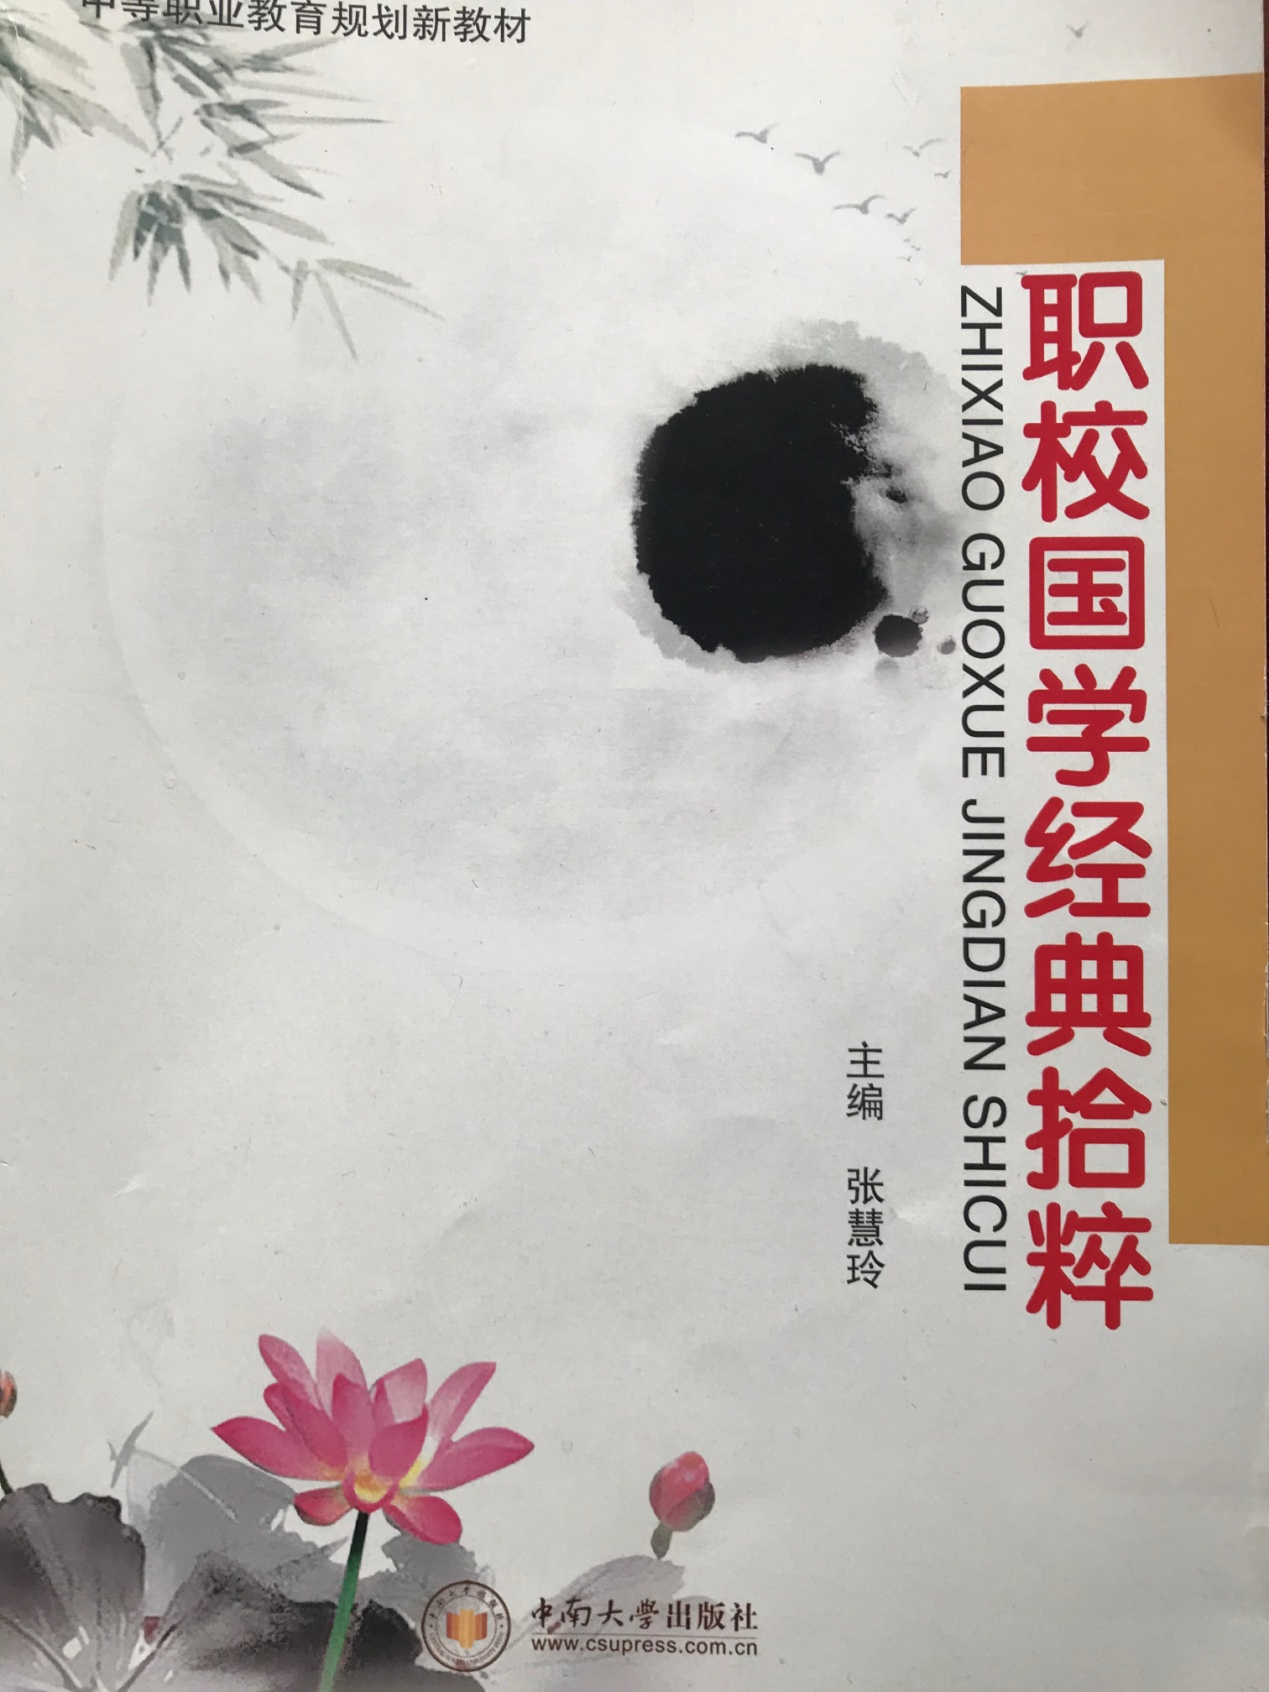 中等职业教育规划新教材
职校国学经典拾粹
ZHIXIAO GUOXUE JINGDIAN SHICUI
主编 张慧玲
中南大学出版社
www.csupress.com.cn